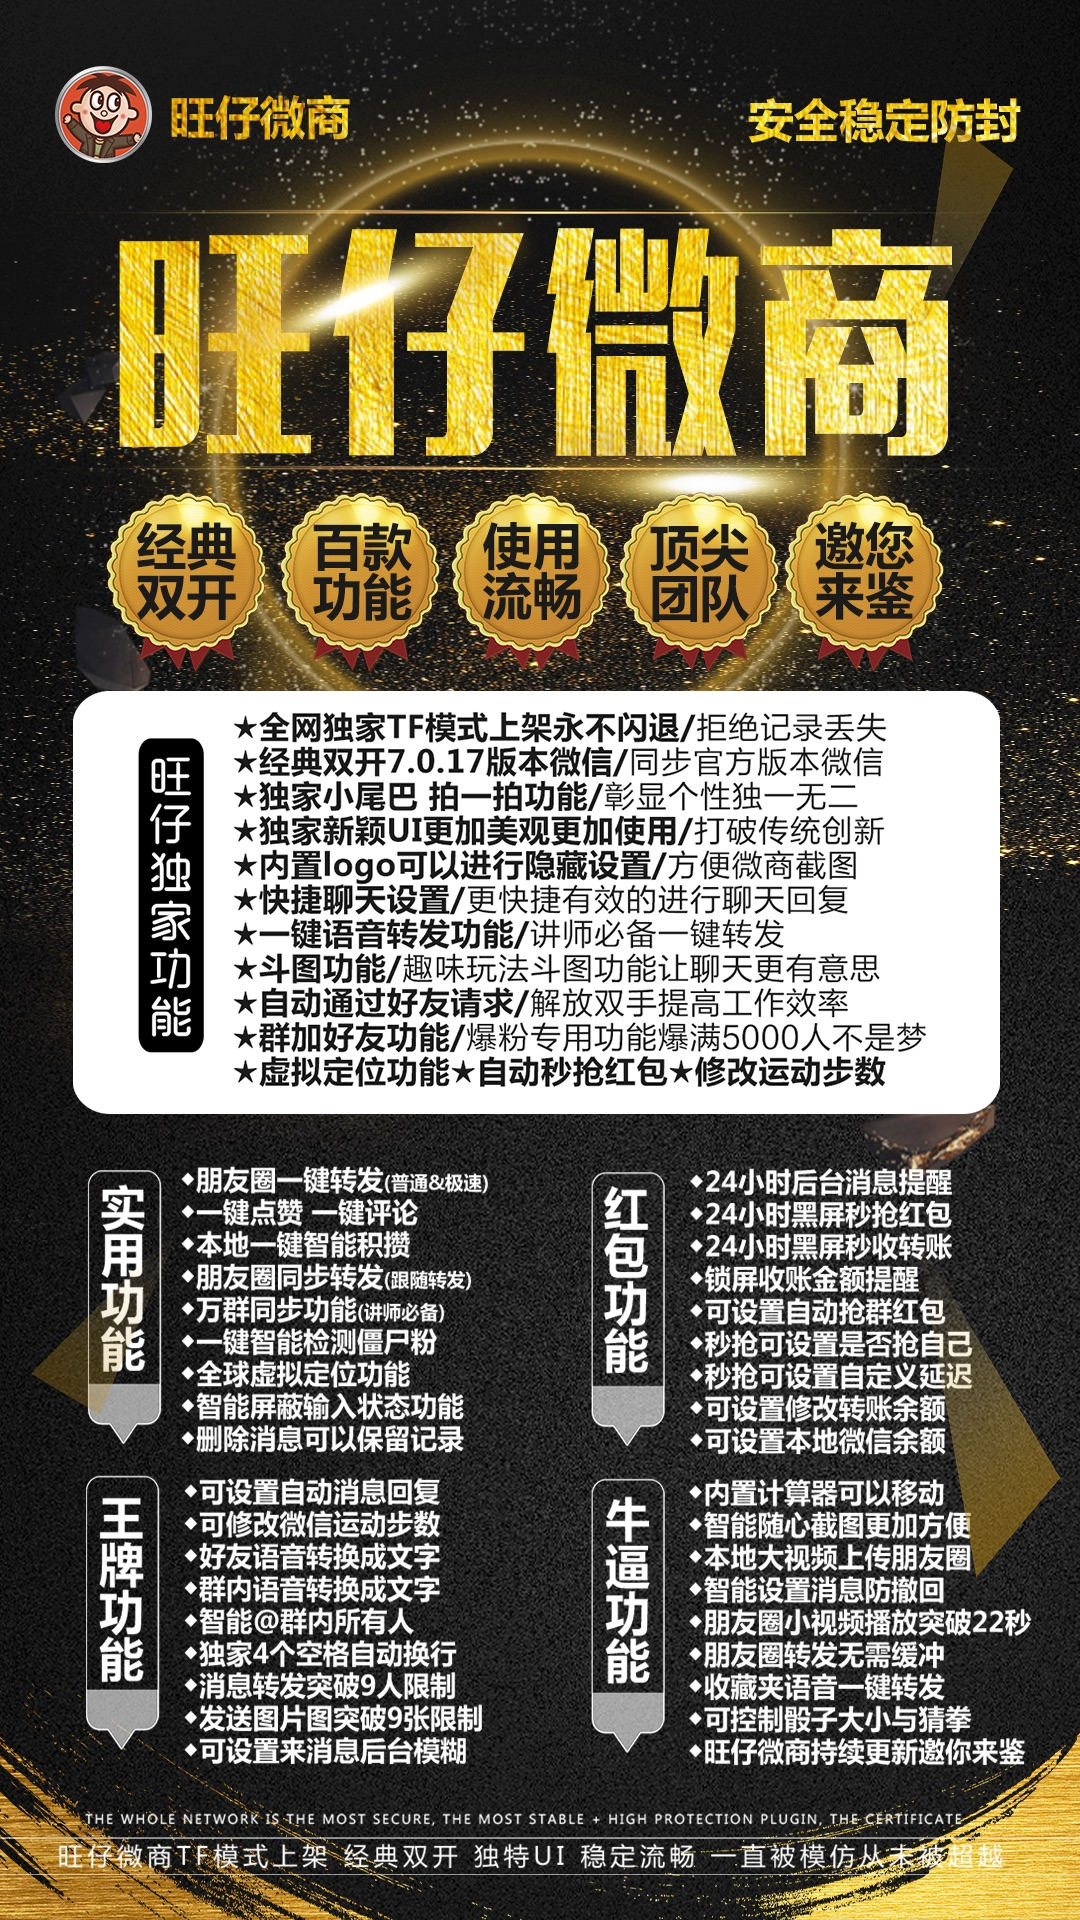 旺仔微商
安全稳定防封
旺仔微商
经典双开
百款功能
使用流畅
顶尖团队
邀您来鉴
旺仔独家功能
★全网独家TF模式上架永不闪退/拒绝记录丢失
★经典双开7.0.17版本微信/同步官方版本微信
★独家小尾巴 拍一拍功能/彰显个性独一无二
★独家新颖UI更加美观更加使用/打破传统创新
★内置logo可以进行隐藏设置/方便微商截图
★快捷聊天设置/更快捷有效的进行聊天回复
★一键语音转发功能/讲师必备一键转发
★斗图功能/趣味玩法斗图功能让聊天更有意思
★自动通过好友请求/解放双手提高工作效率
★群加好友功能/爆粉专用功能爆满5000人不是梦
★虚拟定位功能★自动秒抢红包★修改运动步数
实用功能
◆朋友圈一键转发(普通&极速)
◆一键点赞 一键评论
◆本地一键智能积攒
◆朋友圈同步转发(跟随转发)
◆万群同步功能(讲师必备)
◆一键智能检测僵尸粉
◆全球虚拟定位功能
◆智能屏蔽输入状态功能
◆删除消息可以保留记录
红包功能
◆24小时后台消息提醒
◆24小时黑屏秒抢红包
◆24小时黑屏秒收转账
◆锁屏收账金额提醒
◆可设置自动抢群红包
◆秒抢可设置是否抢自己
◆秒抢可设置自定义延迟
◆可设置修改转账余额
◆可设置本地微信余额
王牌功能
◆可设置自动消息回复
◆可修改微信运动步数
◆好友语音转换成文字
◆群内语音转换成文字
◆智能@群内所有人
◆独家4个空格自动换行
◆消息转发突破9人限制
◆发送图片图突破9张限制
◆可设置来消息后台模糊
牛逼功能
◆内置计算器可以移动
◆智能随心截图更加方便
◆本地大视频上传朋友圈
◆智能设置消息防撤回
◆朋友圈小视频播放突破22秒
◆朋友圈转发无需缓冲
◆收藏夹语音一键转发
◆可控制骰子大小与猜拳
◆旺仔微商持续更新邀你来鉴
THE WHOLE NETWORK IS THE MOST SECURE, THE MOST STABLE + HIGH PROTECTION PLUGIN, THE CERTIFICATE
旺仔微商TF模式上架 经典双开 独特UI 稳定流畅 一直被模仿从未被超越